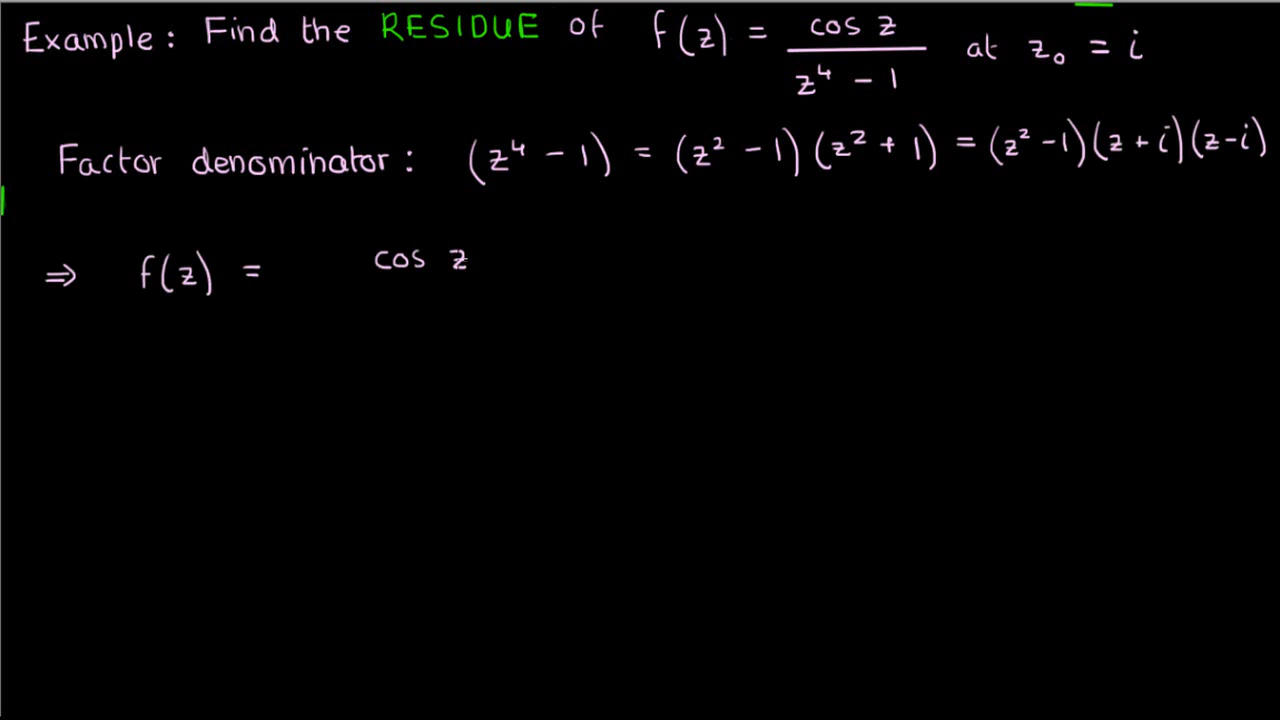 Example: Find the RESIDUE of f(z) = cos z / (z⁴ − 1) at z₀ = i
Factor denominator: (z⁴ − 1) = (z² − 1)(z² + 1) = (z² − 1)(z + i)(z − i)
⇒ f(z) = cos z